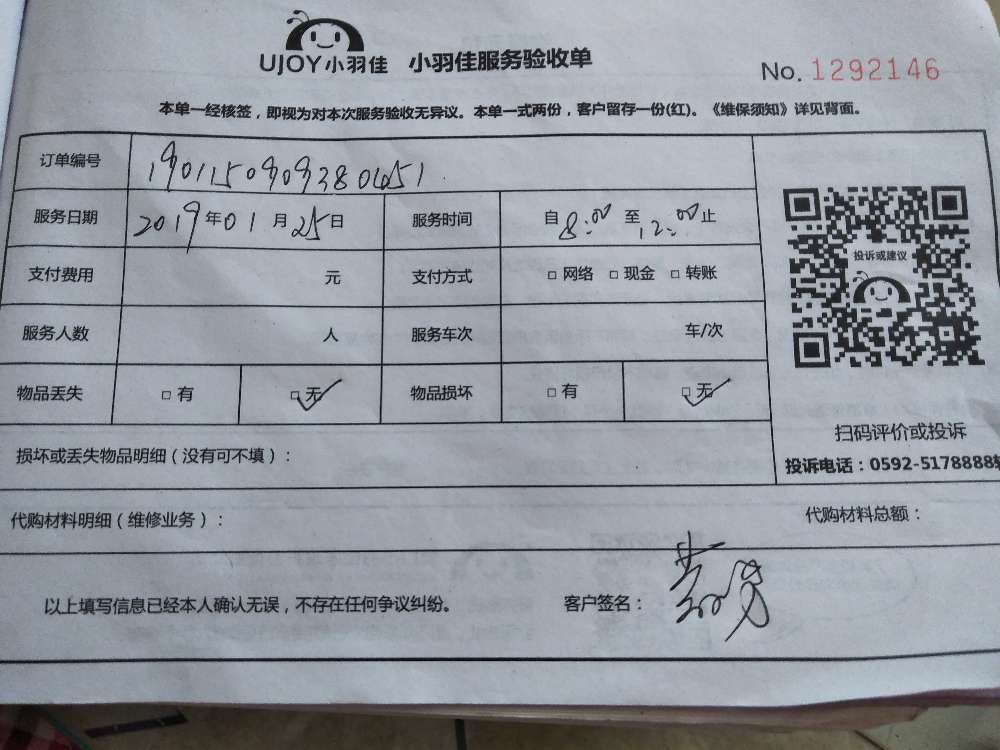 UJOY小羽佳 小羽佳服务验收单
No. 1292146
本单一经核签，即视为对本次服务验收无异议。本单一式两份，客户留存一份(红)。《维保须知》详见背面。
订单编号 1901150909380651
服务日期 2019年01月25日 服务时间 自8:00至12:00止
支付费用 元 支付方式 □ 网络 □ 现金 □ 转账
投诉或建议
服务人数 人 服务车次 车/次
物品丢失 □ 有 □ 无 ✓ 物品损坏 □ 有 □ 无 ✓
扫码评价或投诉
投诉电话：0592-5178888转
损坏或丢失物品明细（没有可不填）：
代购材料明细（维修业务）： 代购材料总额：
以上填写信息已经本人确认无误，不存在任何争议纠纷。 客户签名：